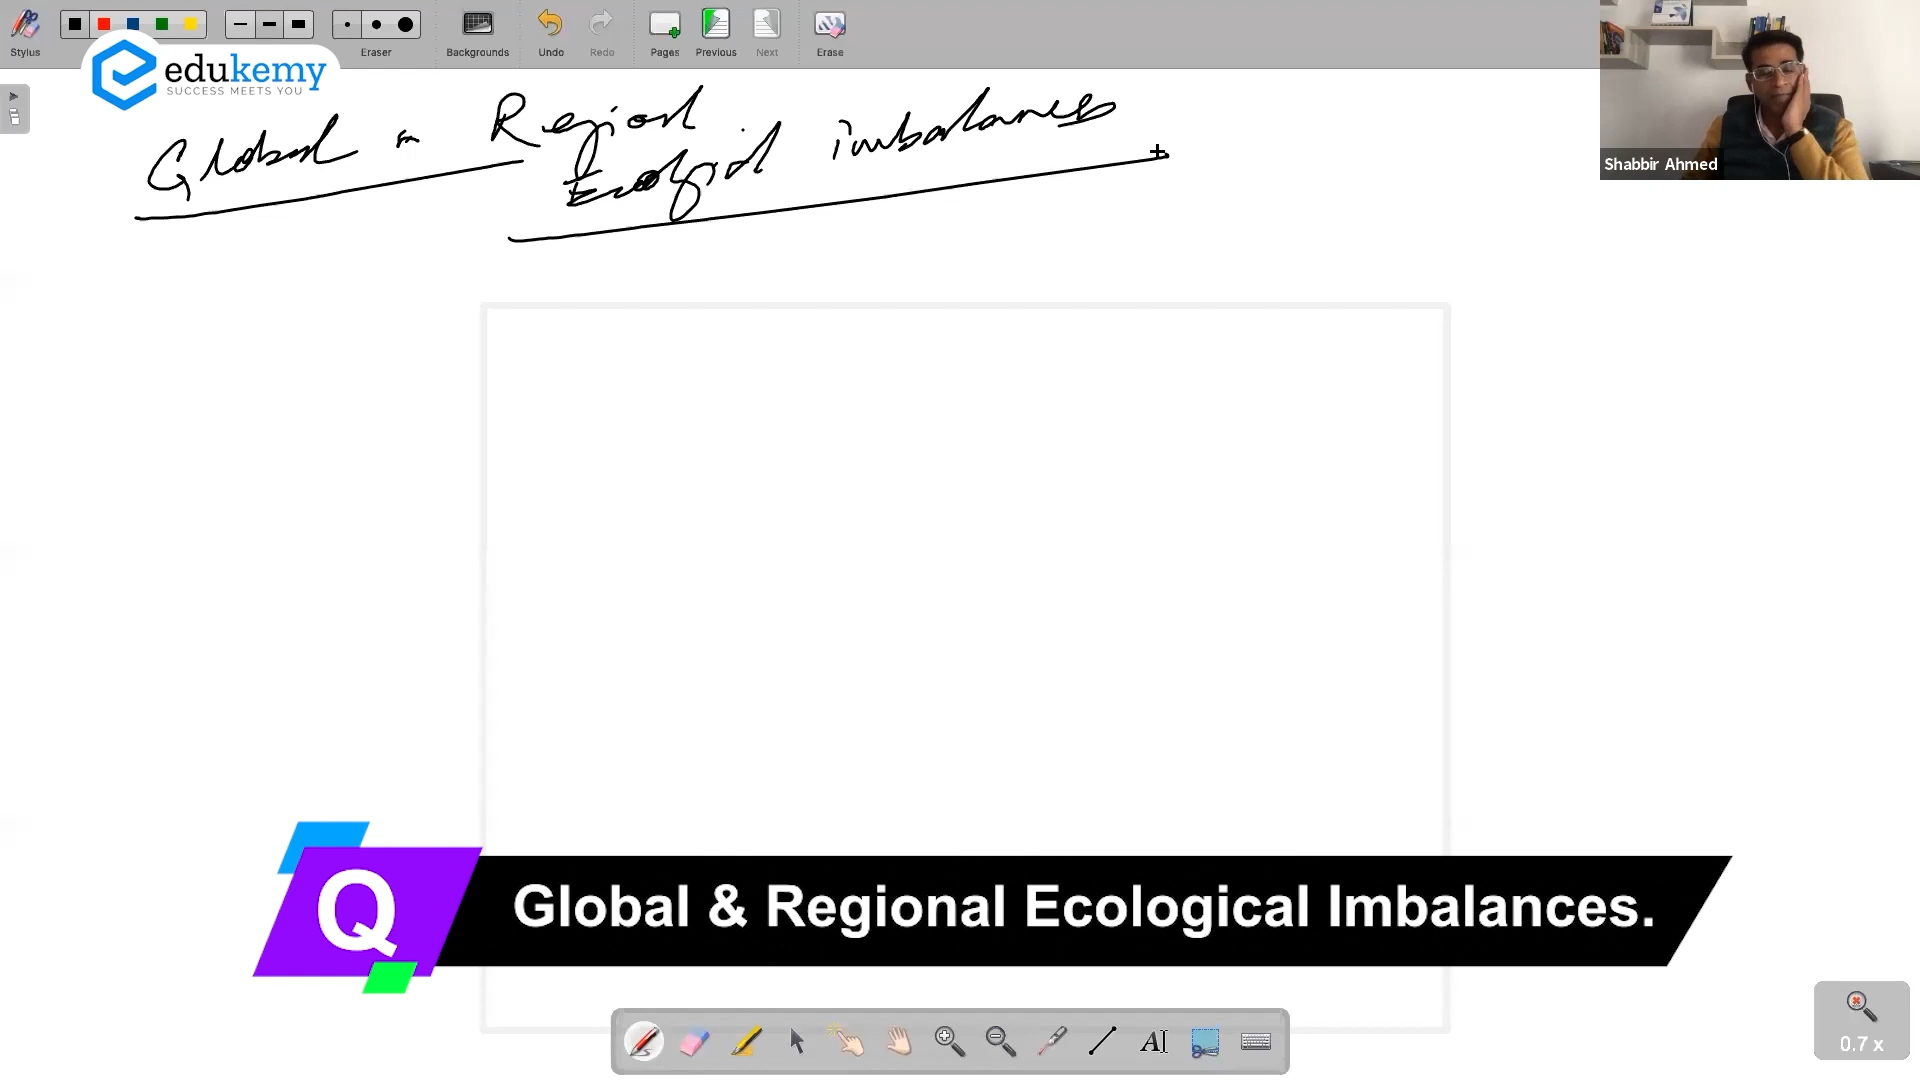 Stylus
Eraser
Backgrounds
Undo
Redo
Pages
Previous
Next
Erase
edukemy
SUCCESS MEETS YOU
Shabbir Ahmed
Global Regional
imbalances
Q
Global & Regional Ecological Imbalances.
0.7 x